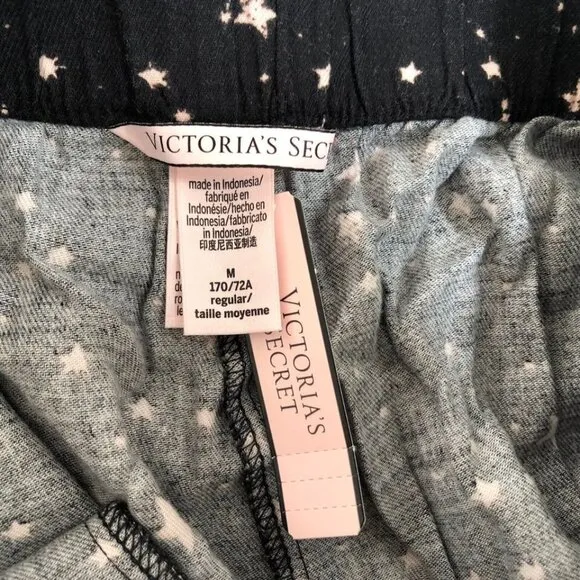 VICTORIA'S SEC
made in Indonesia/
fabriqué en
Indonésie/hecho en
Indonesia/fabbricato
in Indonesia/
印度尼西亚制造
M
170/72A
regular/
taille moyenne
VICTORIA'S
SECRET